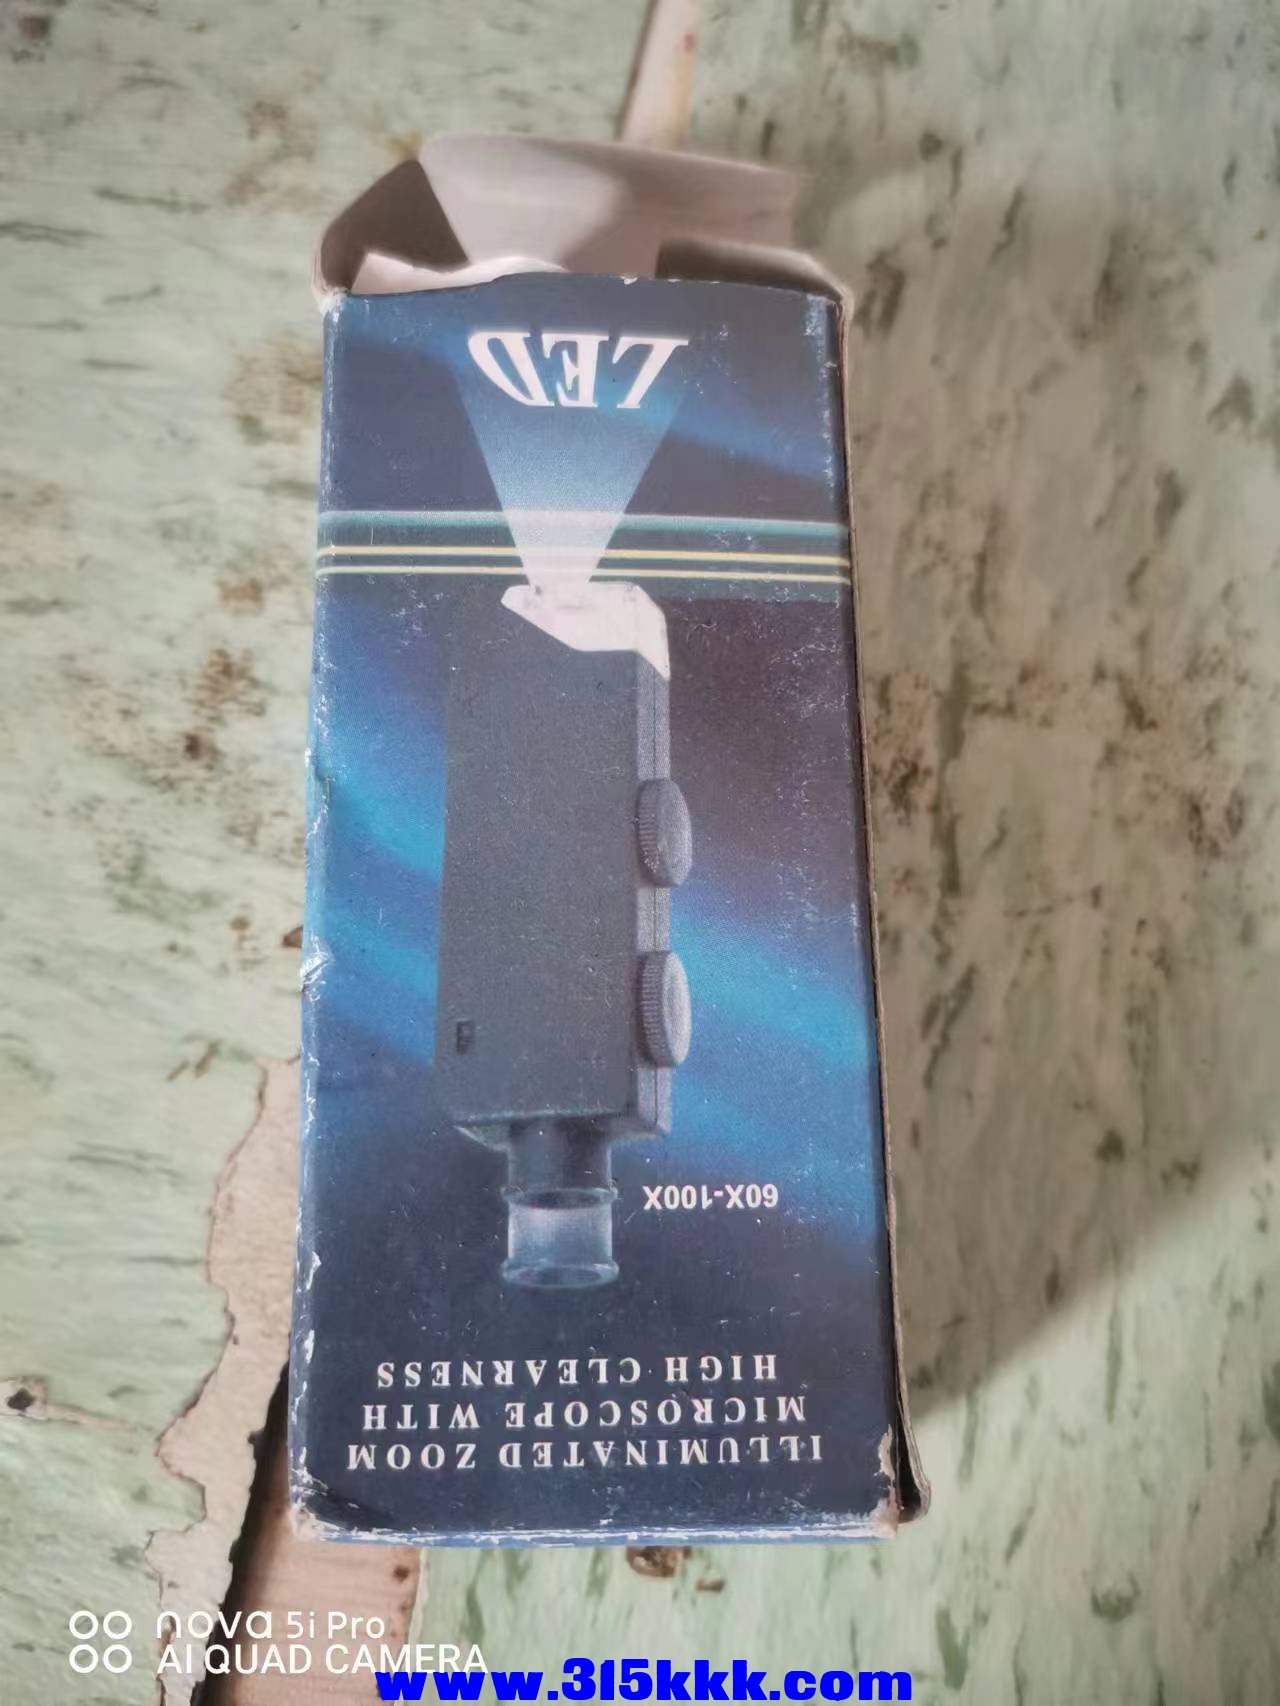 ILLUMINATED ZOOM
MICROSCOPE WITH
HIGH CLEARNESS
60X-100X
LED
nova 5i Pro
AI QUAD CAMERA
www.315kkk.com